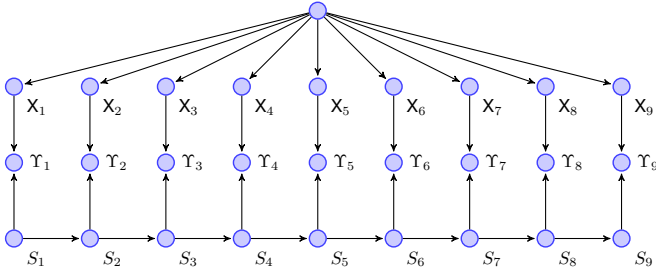 X₁ X₂ X₃ X₄ X₅ X₆ X₇ X₈ X₉
ϒ₁ ϒ₂ ϒ₃ ϒ₄ ϒ₅ ϒ₆ ϒ₇ ϒ₈ ϒ₉
S₁ S₂ S₃ S₄ S₅ S₆ S₇ S₈ S₉